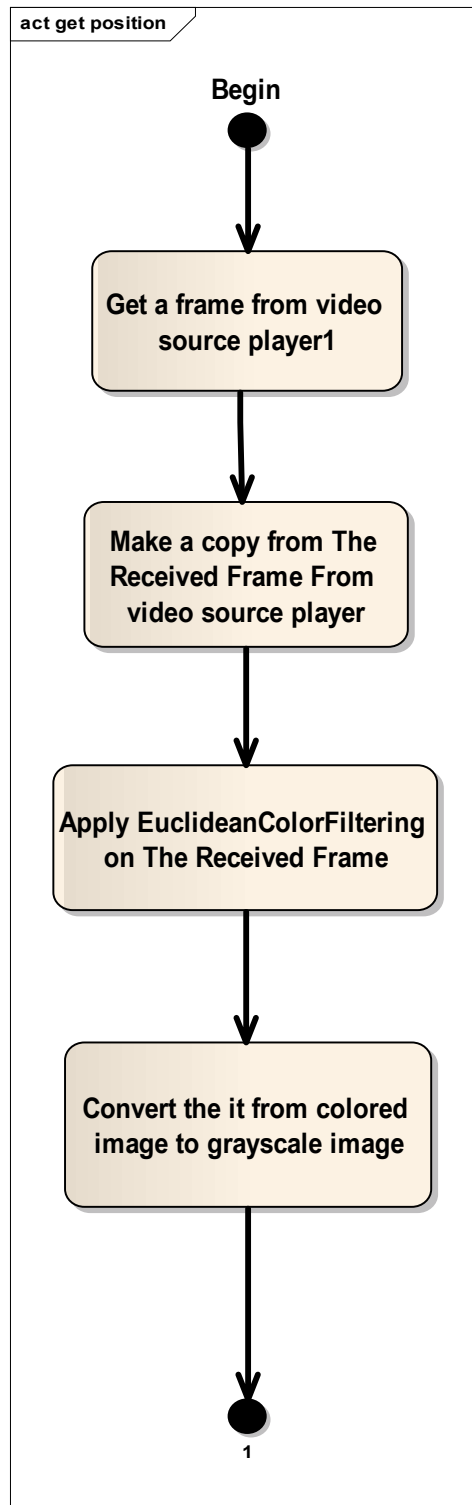 act get position
Begin
Get a frame from video
source player1
Make a copy from The
Received Frame From
video source player
Apply EuclideanColorFiltering
on The Received Frame
Convert the it from colored
image to grayscale image
1